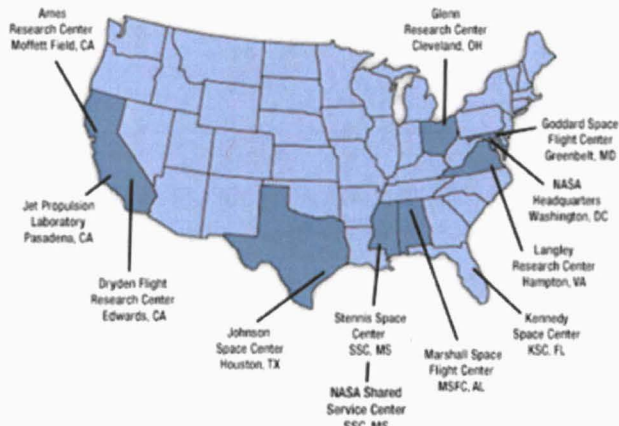 Ames
Research Center
Moffett Field, CA
Glenn
Research Center
Cleveland, OH
Goddard Space
Flight Center
Greenbelt, MD
NASA
Headquarters
Washington, DC
Langley
Research Center
Hampton, VA
Kennedy
Space Center
KSC, FL
Marshall Space
Flight Center
MSFC, AL
Stennis Space
Center
SSC, MS
NASA Shared
Service Center
SSC, MS
Johnson
Space Center
Houston, TX
Dryden Flight
Research Center
Edwards, CA
Jet Propulsion
Laboratory
Pasadena, CA